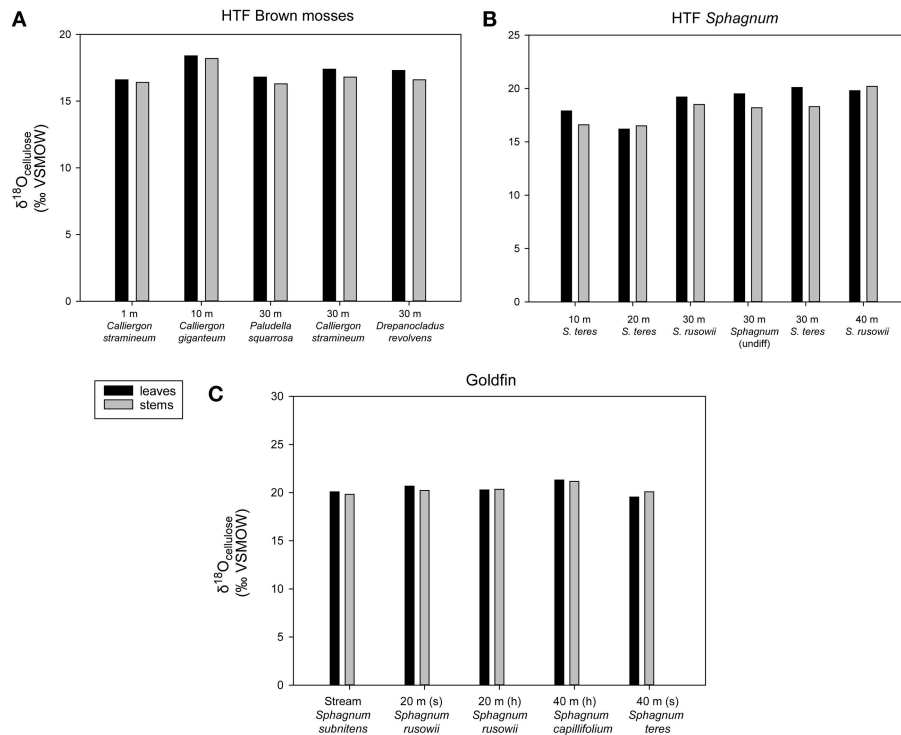 A
HTF Brown mosses
20
15
10
5
0
δ18Ocellulose
(‰ VSMOW)
1 m
Calliergon
stramineum
10 m
Calliergon
giganteum
30 m
Paludella
squarrosa
30 m
Calliergon
stramineum
30 m
Drepanocladus
revolvens
B
HTF Sphagnum
25
20
15
10
5
0
10 m
S. teres
20 m
S. teres
30 m
S. rusowii
30 m
Sphagnum
(undiff)
30 m
S. teres
40 m
S. rusowii
leaves
stems
C
Goldfin
30
25
20
15
10
5
0
δ18Ocellulose
(‰ VSMOW)
Stream
Sphagnum
subnitens
20 m (s)
Sphagnum
rusowii
20 m (h)
Sphagnum
rusowii
40 m (h)
Sphagnum
capillifolium
40 m (s)
Sphagnum
teres